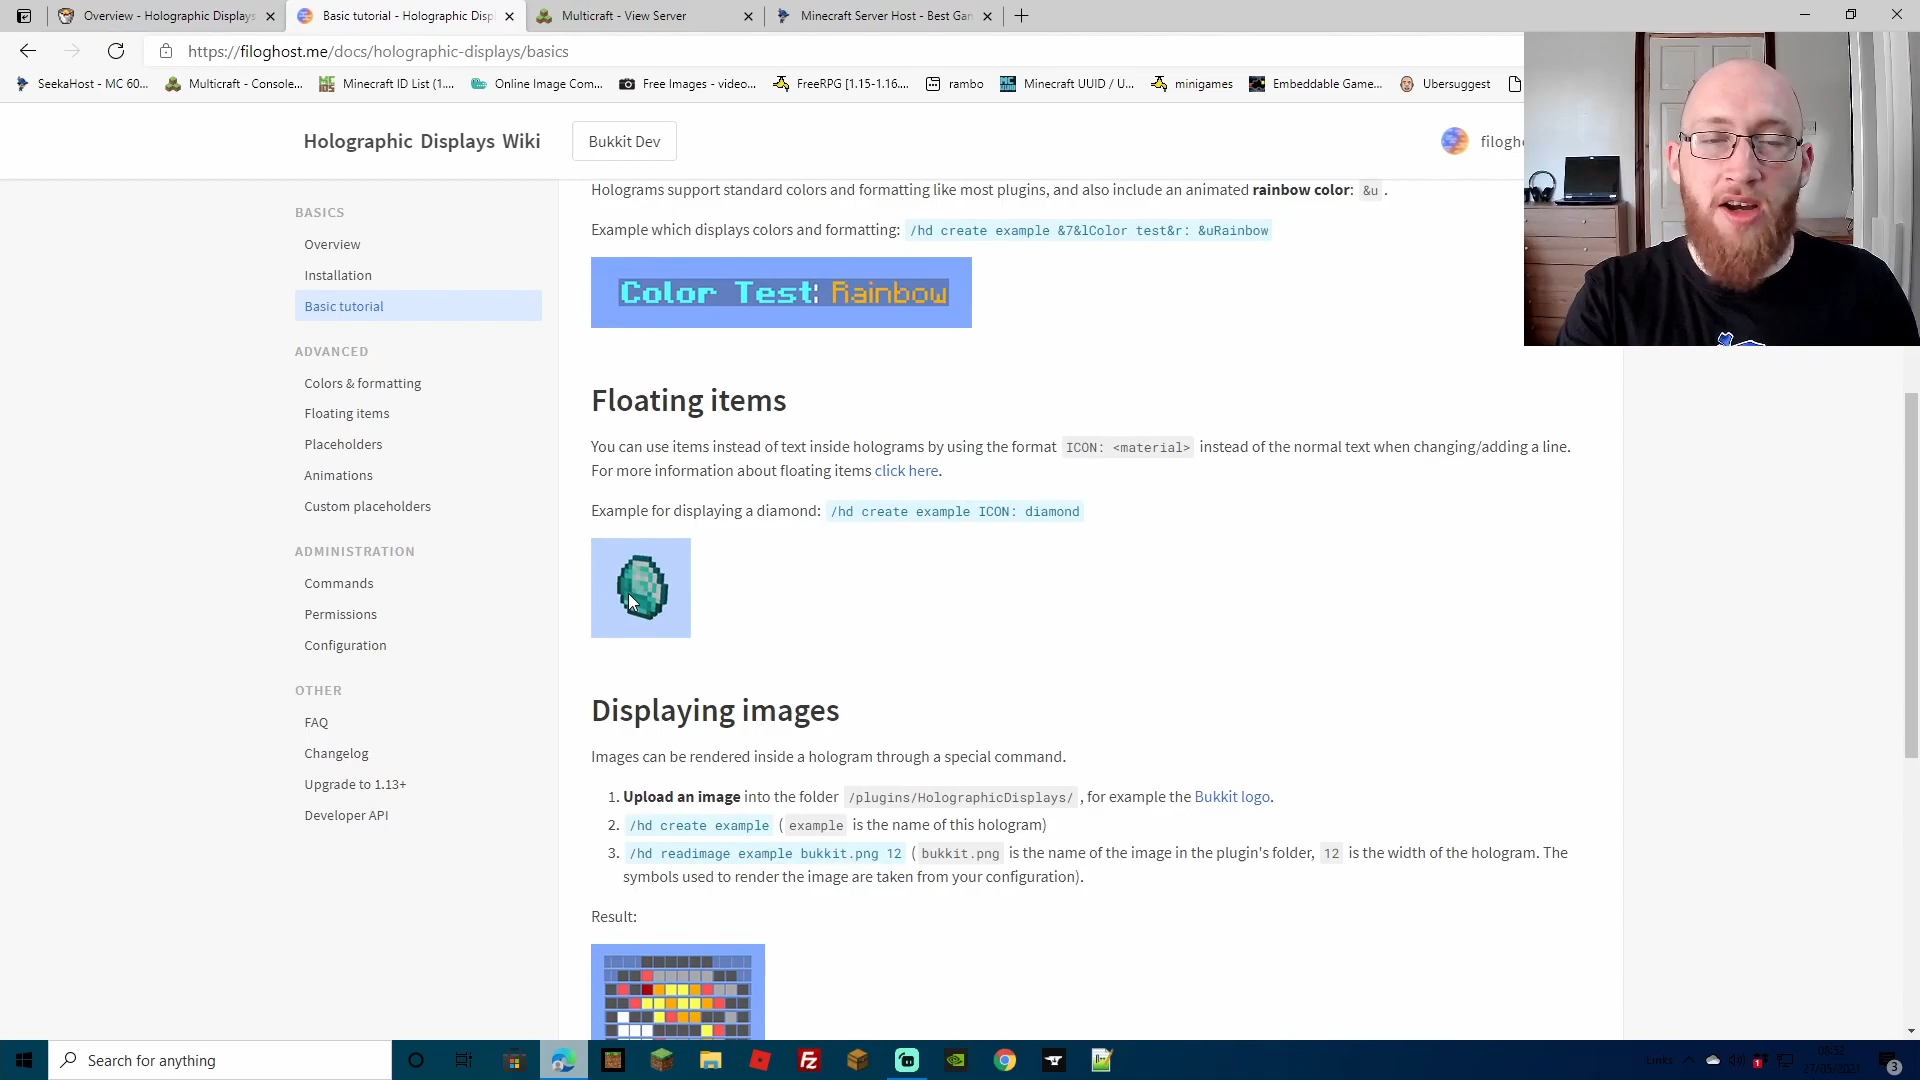 Overview - Holographic Displays
Basic tutorial - Holographic Disp
Multicraft - View Server
Minecraft Server Host - Best Gan
https://filoghost.me/docs/holographic-displays/basics
SeekaHost - MC 60...
Multicraft - Console...
Minecraft ID List (1....
Online Image Com...
Free Images - video...
FreeRPG [1.15-1.16....
rambo
Minecraft UUID / U...
minigames
Embeddable Game...
Ubersuggest
Holographic Displays Wiki
Bukkit Dev
filogho
BASICS
Overview
Installation
Basic tutorial
ADVANCED
Colors & formatting
Floating items
Placeholders
Animations
Custom placeholders
ADMINISTRATION
Commands
Permissions
Configuration
OTHER
FAQ
Changelog
Upgrade to 1.13+
Developer API
Holograms support standard colors and formatting like most plugins, and also include an animated rainbow color: &u .
Example which displays colors and formatting: /hd create example &7&lColor test&r: &uRainbow
Color Test: Rainbow
Floating items
You can use items instead of text inside holograms by using the format ICON: <material> instead of the normal text when changing/adding a line.
For more information about floating items click here.
Example for displaying a diamond: /hd create example ICON: diamond
Displaying images
Images can be rendered inside a hologram through a special command.
1. Upload an image into the folder /plugins/HolographicDisplays/ , for example the Bukkit logo.
2. /hd create example ( example is the name of this hologram)
3. /hd readimage example bukkit.png 12 ( bukkit.png is the name of the image in the plugin's folder, 12 is the width of the hologram. The
symbols used to render the image are taken from your configuration).
Result:
Search for anything
Links
27/05/2021
3